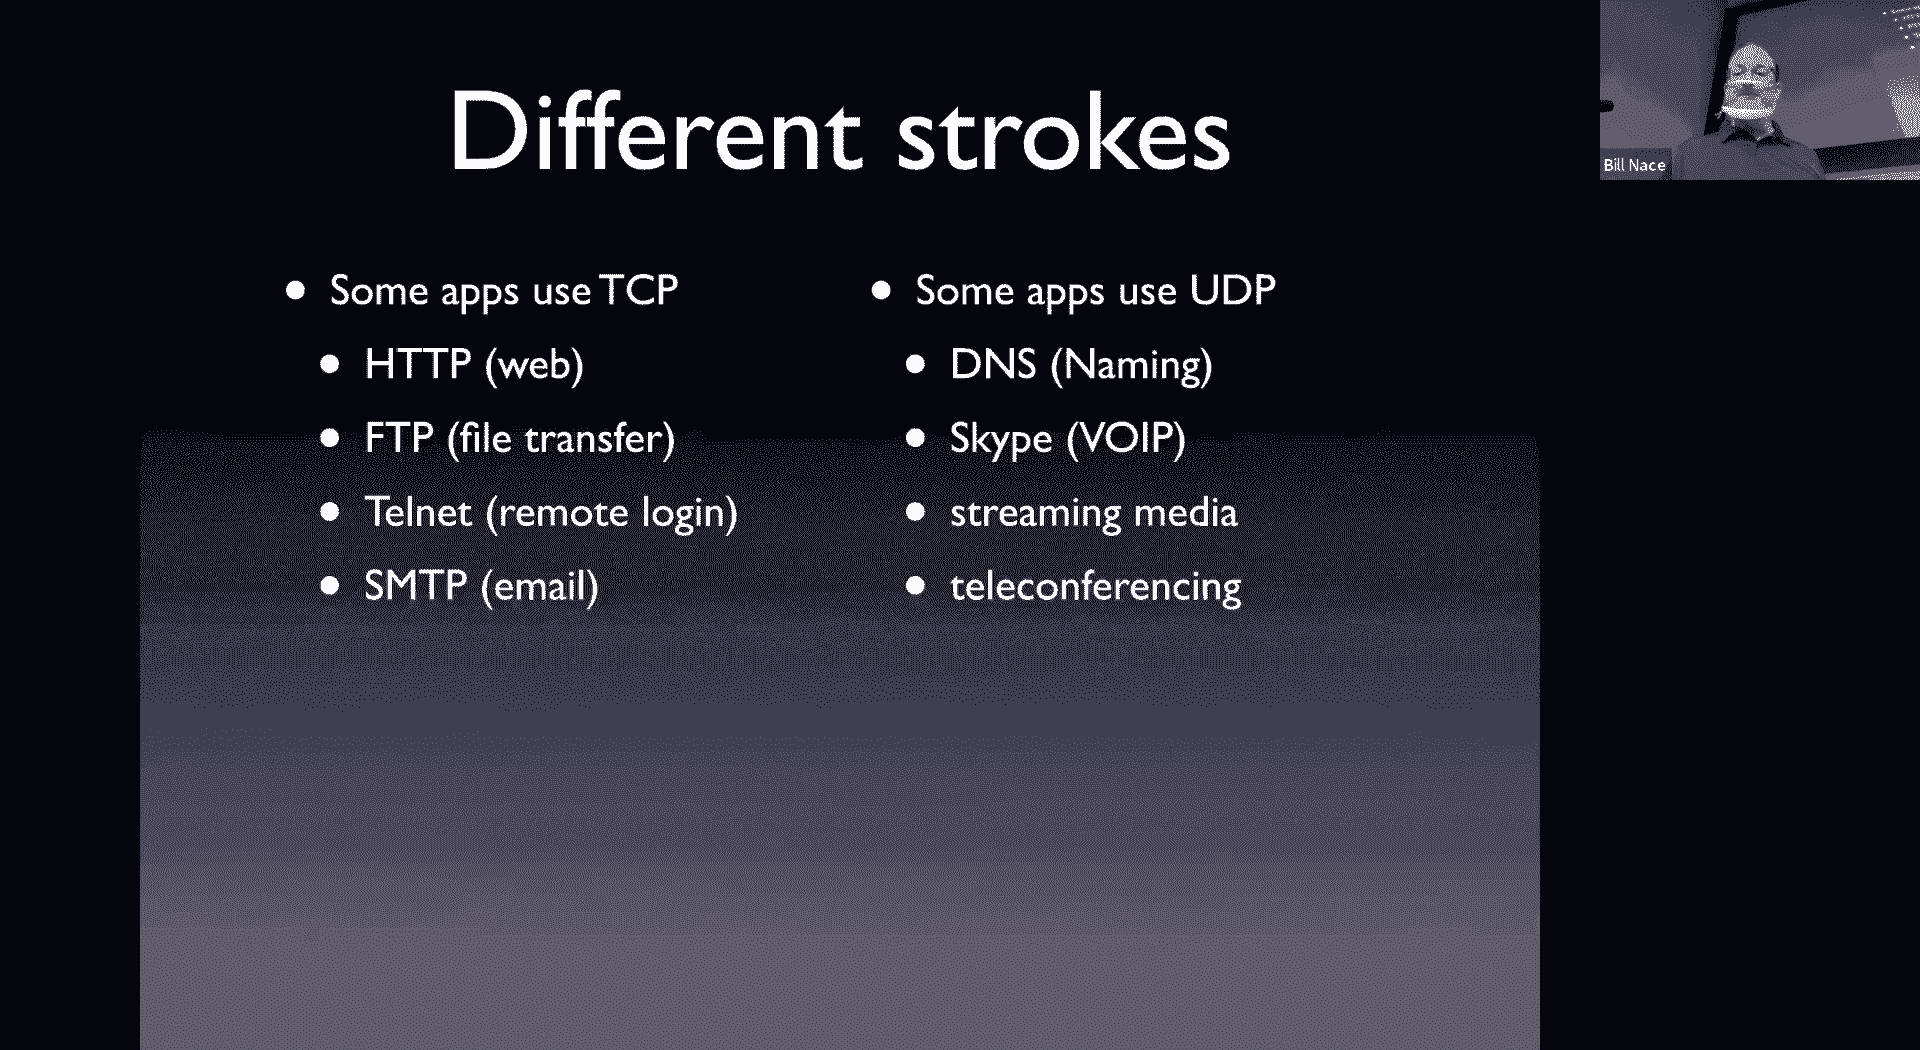 Different strokes
Some apps use TCP
HTTP (web)
FTP (file transfer)
Telnet (remote login)
SMTP (email)
Some apps use UDP
DNS (Naming)
Skype (VOIP)
streaming media
teleconferencing
Bill Nace